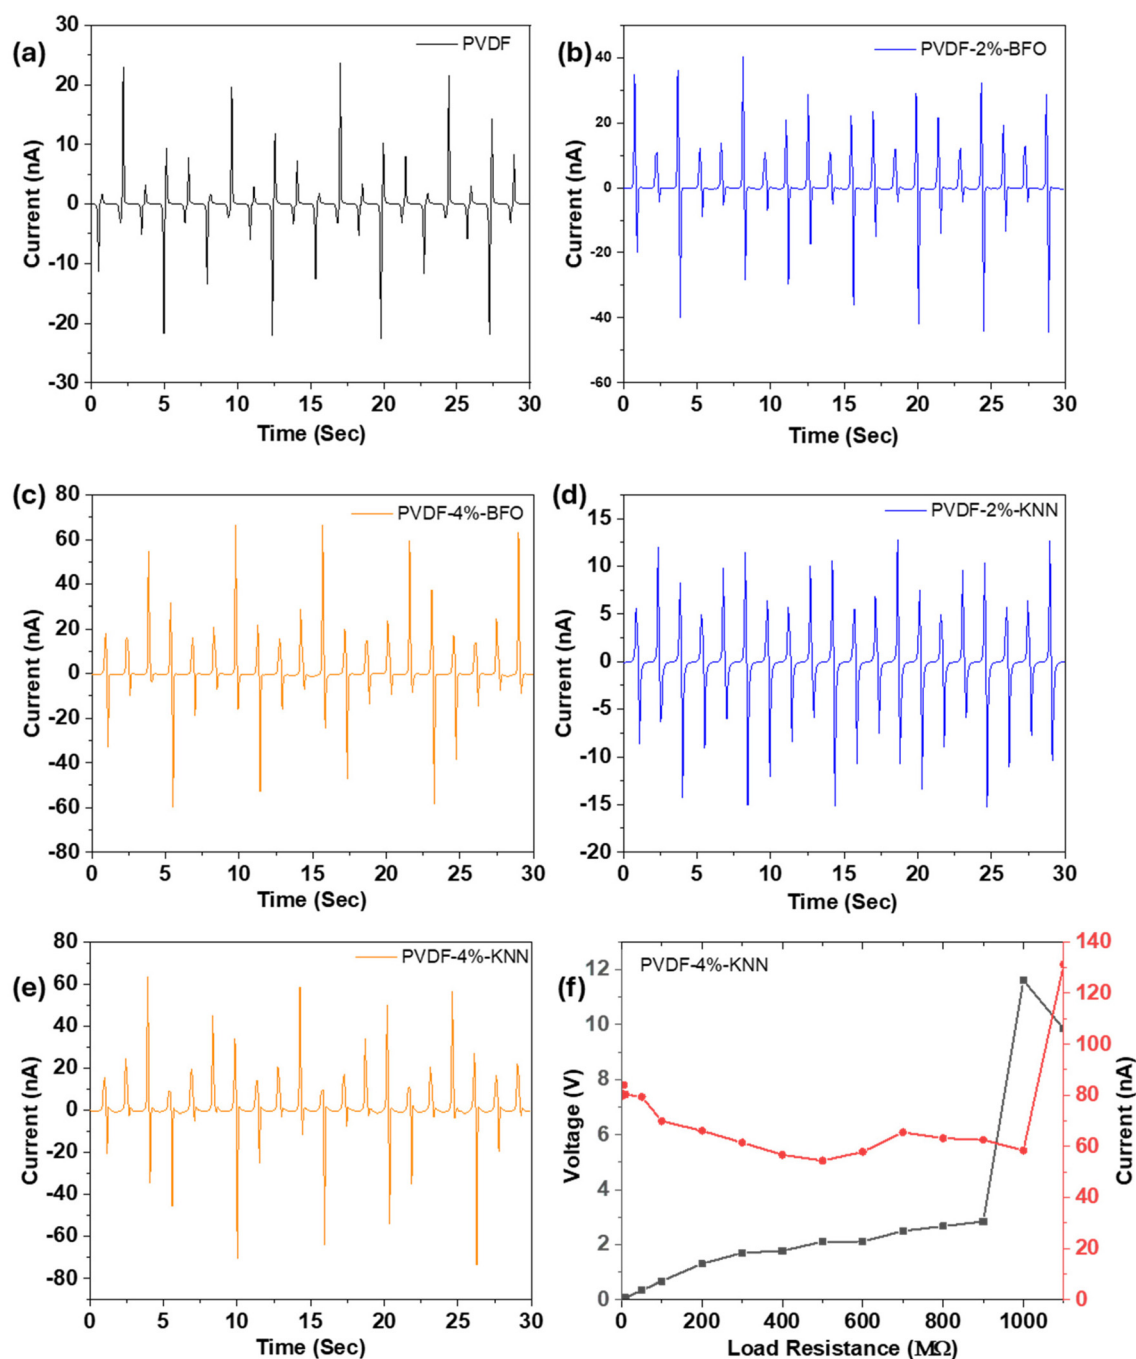 (a)
PVDF
30
20
10
0
-10
-20
-30
Current (nA)
0 5 10 15 20 25 30
Time (Sec)
(b)
PVDF-2%-BFO
40
20
0
-20
-40
-60
Current (nA)
0 5 10 15 20 25 30
Time (Sec)
(c)
PVDF-4%-BFO
80
60
40
20
0
-20
-40
-60
-80
Current (nA)
0 5 10 15 20 25 30
Time (Sec)
(d)
PVDF-2%-KNN
15
10
5
0
-5
-10
-15
-20
Current (nA)
0 5 10 15 20 25 30
Time (Sec)
(e)
PVDF-4%-KNN
80
60
40
20
0
-20
-40
-60
-80
Current (nA)
0 5 10 15 20 25 30
Time (Sec)
(f)
PVDF-4%-KNN
12
10
8
6
4
2
0
Voltage (V)
140
120
100
80
60
40
20
0
Current (nA)
0 200 400 600 800 1000
Load Resistance (MΩ)